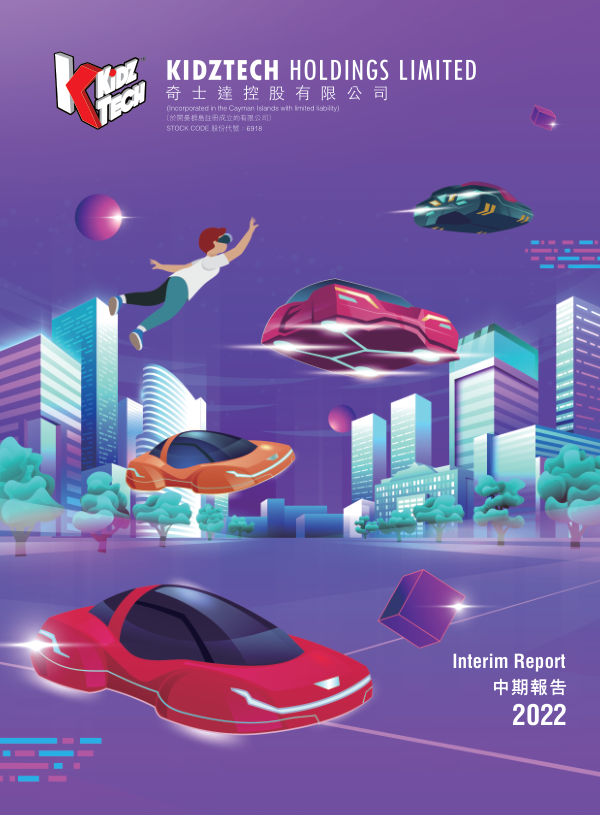 KiDZ
TECH
KIDZTECH HOLDINGS LIMITED
奇士達控股有限公司
(Incorporated in the Cayman Islands with limited liability)
(於開曼群島註冊成立的有限公司)
STOCK CODE 股份代號：6918
Interim Report
中期報告
2022